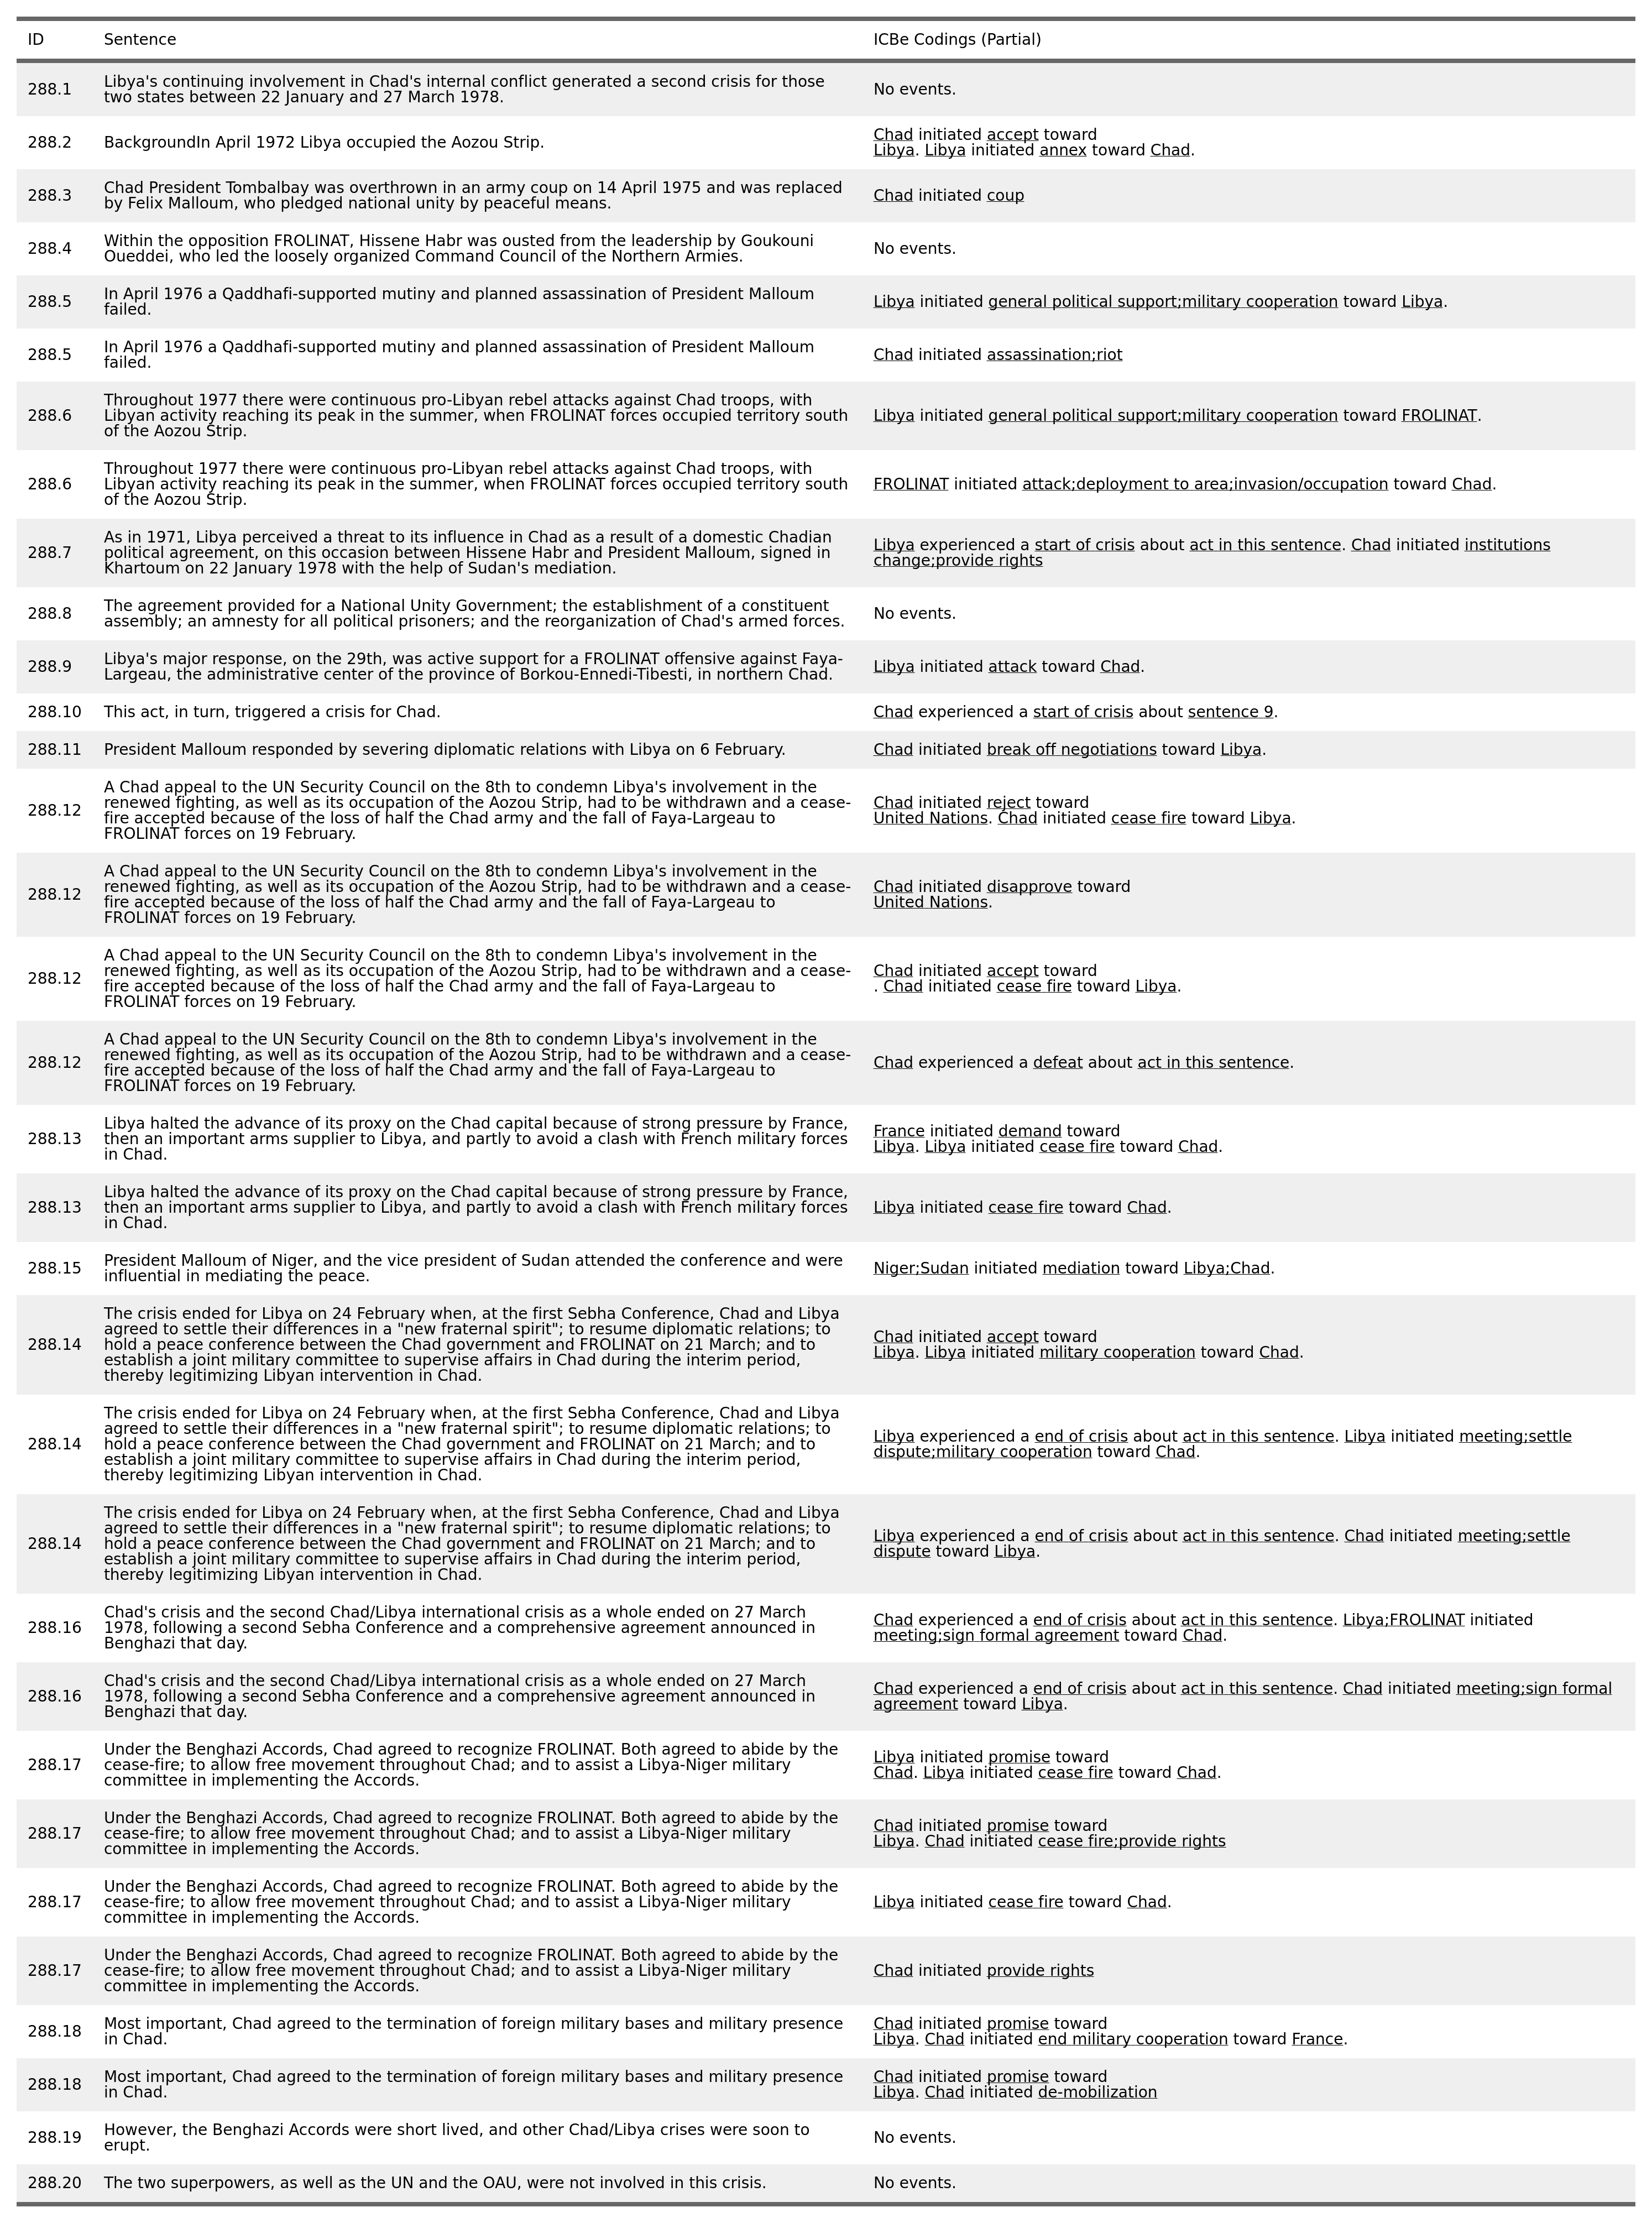 ID Sentence ICBe Codings (Partial)
288.1 Libya's continuing involvement in Chad's internal conflict generated a second crisis for those
two states between 22 January and 27 March 1978.
No events.
288.2 BackgroundIn April 1972 Libya occupied the Aozou Strip.
Chad initiated accept toward
Libya. Libya initiated annex toward Chad.
288.3 Chad President Tombalbay was overthrown in an army coup on 14 April 1975 and was replaced
by Felix Malloum, who pledged national unity by peaceful means.
Chad initiated coup
288.4 Within the opposition FROLINAT, Hissene Habr was ousted from the leadership by Goukouni
Oueddei, who led the loosely organized Command Council of the Northern Armies.
No events.
288.5 In April 1976 a Qaddhafi-supported mutiny and planned assassination of President Malloum
failed.
Libya initiated general political support;military cooperation toward Libya.
288.5 In April 1976 a Qaddhafi-supported mutiny and planned assassination of President Malloum
failed.
Chad initiated assassination;riot
288.6 Throughout 1977 there were continuous pro-Libyan rebel attacks against Chad troops, with
Libyan activity reaching its peak in the summer, when FROLINAT forces occupied territory south
of the Aozou Strip.
Libya initiated general political support;military cooperation toward FROLINAT.
288.6 Throughout 1977 there were continuous pro-Libyan rebel attacks against Chad troops, with
Libyan activity reaching its peak in the summer, when FROLINAT forces occupied territory south
of the Aozou Strip.
FROLINAT initiated attack;deployment to area;invasion/occupation toward Chad.
288.7 As in 1971, Libya perceived a threat to its influence in Chad as a result of a domestic Chadian
political agreement, on this occasion between Hissene Habr and President Malloum, signed in
Khartoum on 22 January 1978 with the help of Sudan's mediation.
Libya experienced a start of crisis about act in this sentence. Chad initiated institutions
change;provide rights
288.8 The agreement provided for a National Unity Government; the establishment of a constituent
assembly; an amnesty for all political prisoners; and the reorganization of Chad's armed forces.
No events.
288.9 Libya's major response, on the 29th, was active support for a FROLINAT offensive against Faya-
Largeau, the administrative center of the province of Borkou-Ennedi-Tibesti, in northern Chad.
Libya initiated attack toward Chad.
288.10 This act, in turn, triggered a crisis for Chad.
Chad experienced a start of crisis about sentence 9.
288.11 President Malloum responded by severing diplomatic relations with Libya on 6 February.
Chad initiated break off negotiations toward Libya.
288.12 A Chad appeal to the UN Security Council on the 8th to condemn Libya's involvement in the
renewed fighting, as well as its occupation of the Aozou Strip, had to be withdrawn and a cease-
fire accepted because of the loss of half the Chad army and the fall of Faya-Largeau to
FROLINAT forces on 19 February.
Chad initiated reject toward
United Nations. Chad initiated cease fire toward Libya.
288.12 A Chad appeal to the UN Security Council on the 8th to condemn Libya's involvement in the
renewed fighting, as well as its occupation of the Aozou Strip, had to be withdrawn and a cease-
fire accepted because of the loss of half the Chad army and the fall of Faya-Largeau to
FROLINAT forces on 19 February.
Chad initiated disapprove toward
United Nations.
288.12 A Chad appeal to the UN Security Council on the 8th to condemn Libya's involvement in the
renewed fighting, as well as its occupation of the Aozou Strip, had to be withdrawn and a cease-
fire accepted because of the loss of half the Chad army and the fall of Faya-Largeau to
FROLINAT forces on 19 February.
Chad initiated accept toward
. Chad initiated cease fire toward Libya.
288.12 A Chad appeal to the UN Security Council on the 8th to condemn Libya's involvement in the
renewed fighting, as well as its occupation of the Aozou Strip, had to be withdrawn and a cease-
fire accepted because of the loss of half the Chad army and the fall of Faya-Largeau to
FROLINAT forces on 19 February.
Chad experienced a defeat about act in this sentence.
288.13 Libya halted the advance of its proxy on the Chad capital because of strong pressure by France,
then an important arms supplier to Libya, and partly to avoid a clash with French military forces
in Chad.
France initiated demand toward
Libya. Libya initiated cease fire toward Chad.
288.13 Libya halted the advance of its proxy on the Chad capital because of strong pressure by France,
then an important arms supplier to Libya, and partly to avoid a clash with French military forces
in Chad.
Libya initiated cease fire toward Chad.
288.15 President Malloum of Niger, and the vice president of Sudan attended the conference and were
influential in mediating the peace.
Niger;Sudan initiated mediation toward Libya;Chad.
288.14 The crisis ended for Libya on 24 February when, at the first Sebha Conference, Chad and Libya
agreed to settle their differences in a "new fraternal spirit"; to resume diplomatic relations; to
hold a peace conference between the Chad government and FROLINAT on 21 March; and to
establish a joint military committee to supervise affairs in Chad during the interim period,
thereby legitimizing Libyan intervention in Chad.
Chad initiated accept toward
Libya. Libya initiated military cooperation toward Chad.
288.14 The crisis ended for Libya on 24 February when, at the first Sebha Conference, Chad and Libya
agreed to settle their differences in a "new fraternal spirit"; to resume diplomatic relations; to
hold a peace conference between the Chad government and FROLINAT on 21 March; and to
establish a joint military committee to supervise affairs in Chad during the interim period,
thereby legitimizing Libyan intervention in Chad.
Libya experienced a end of crisis about act in this sentence. Libya initiated meeting;settle
dispute;military cooperation toward Chad.
288.14 The crisis ended for Libya on 24 February when, at the first Sebha Conference, Chad and Libya
agreed to settle their differences in a "new fraternal spirit"; to resume diplomatic relations; to
hold a peace conference between the Chad government and FROLINAT on 21 March; and to
establish a joint military committee to supervise affairs in Chad during the interim period,
thereby legitimizing Libyan intervention in Chad.
Libya experienced a end of crisis about act in this sentence. Chad initiated meeting;settle
dispute toward Libya.
288.16 Chad's crisis and the second Chad/Libya international crisis as a whole ended on 27 March
1978, following a second Sebha Conference and a comprehensive agreement announced in
Benghazi that day.
Chad experienced a end of crisis about act in this sentence. Libya;FROLINAT initiated
meeting;sign formal agreement toward Chad.
288.16 Chad's crisis and the second Chad/Libya international crisis as a whole ended on 27 March
1978, following a second Sebha Conference and a comprehensive agreement announced in
Benghazi that day.
Chad experienced a end of crisis about act in this sentence. Chad initiated meeting;sign formal
agreement toward Libya.
288.17 Under the Benghazi Accords, Chad agreed to recognize FROLINAT. Both agreed to abide by the
cease-fire; to allow free movement throughout Chad; and to assist a Libya-Niger military
committee in implementing the Accords.
Libya initiated promise toward
Chad. Libya initiated cease fire toward Chad.
288.17 Under the Benghazi Accords, Chad agreed to recognize FROLINAT. Both agreed to abide by the
cease-fire; to allow free movement throughout Chad; and to assist a Libya-Niger military
committee in implementing the Accords.
Chad initiated promise toward
Libya. Chad initiated cease fire;provide rights
288.17 Under the Benghazi Accords, Chad agreed to recognize FROLINAT. Both agreed to abide by the
cease-fire; to allow free movement throughout Chad; and to assist a Libya-Niger military
committee in implementing the Accords.
Libya initiated cease fire toward Chad.
288.17 Under the Benghazi Accords, Chad agreed to recognize FROLINAT. Both agreed to abide by the
cease-fire; to allow free movement throughout Chad; and to assist a Libya-Niger military
committee in implementing the Accords.
Chad initiated provide rights
288.18 Most important, Chad agreed to the termination of foreign military bases and military presence
in Chad.
Chad initiated promise toward
Libya. Chad initiated end military cooperation toward France.
288.18 Most important, Chad agreed to the termination of foreign military bases and military presence
in Chad.
Chad initiated promise toward
Libya. Chad initiated de-mobilization
288.19 However, the Benghazi Accords were short lived, and other Chad/Libya crises were soon to
erupt.
No events.
288.20 The two superpowers, as well as the UN and the OAU, were not involved in this crisis.
No events.